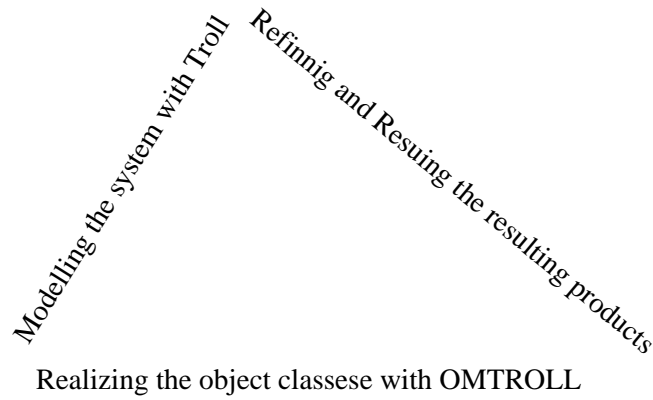 Modelling the system with Troll
Refinnig and Resuing the resulting products
Realizing the object classese with OMTROLL